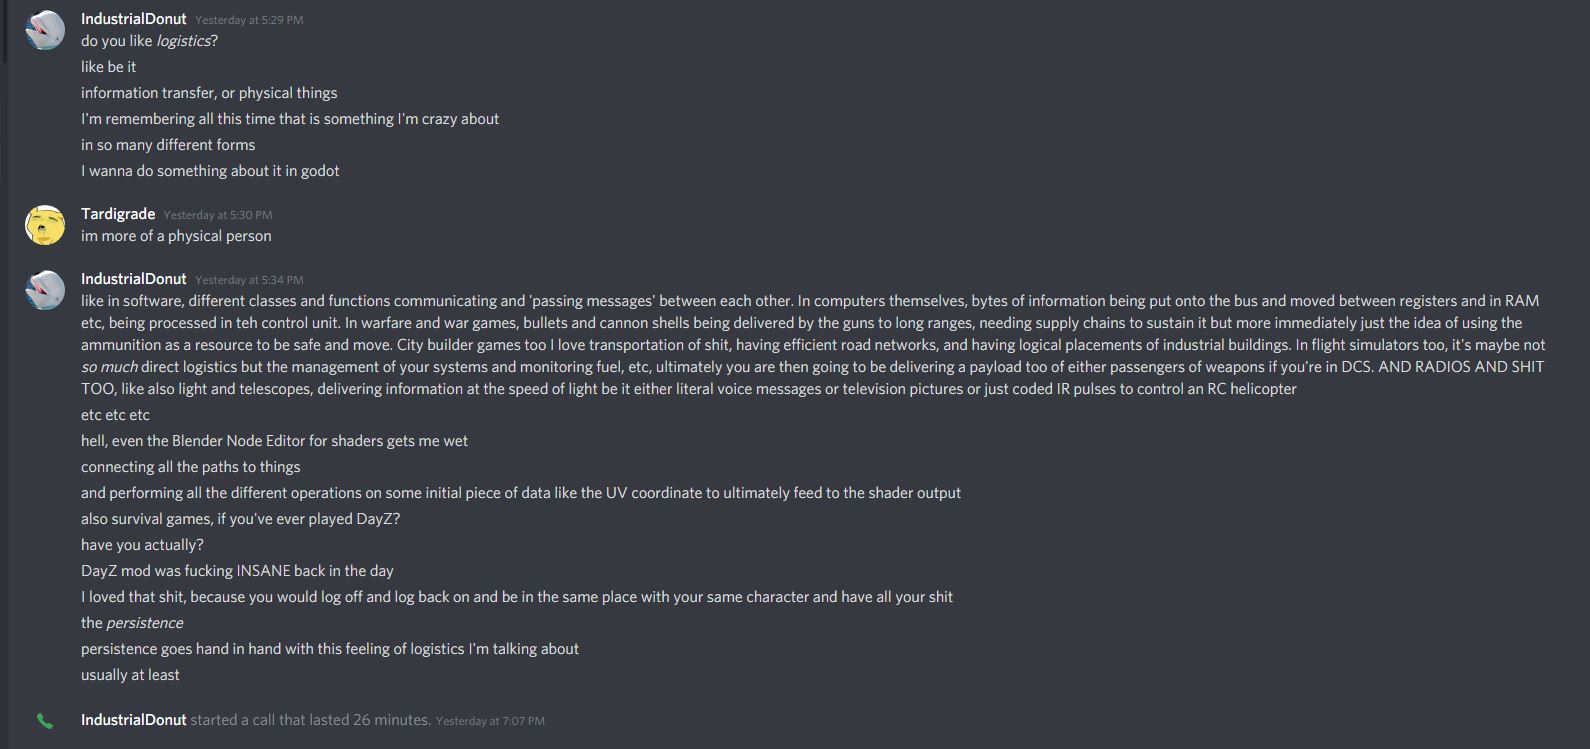 IndustrialDonut Yesterday at 5:29 PM
do you like logistics?
like be it
information transfer, or physical things
I'm remembering all this time that is something I'm crazy about
in so many different forms
I wanna do something about it in godot
Tardigrade Yesterday at 5:30 PM
im more of a physical person
IndustrialDonut Yesterday at 5:34 PM
like in software, different classes and functions communicating and 'passing messages' between each other. In computers themselves, bytes of information being put onto the bus and moved between registers and in RAM
etc, being processed in teh control unit. In warfare and war games, bullets and cannon shells being delivered by the guns to long ranges, needing supply chains to sustain it but more immediately just the idea of using the
ammunition as a resource to be safe and move. City builder games too I love transportation of shit, having efficient road networks, and having logical placements of industrial buildings. In flight simulators too, it's maybe not
so much direct logistics but the management of your systems and monitoring fuel, etc, ultimately you are then going to be delivering a payload too of either passengers of weapons if you're in DCS. AND RADIOS AND SHIT
TOO, like also light and telescopes, delivering information at the speed of light be it either literal voice messages or television pictures or just coded IR pulses to control an RC helicopter
etc etc etc
hell, even the Blender Node Editor for shaders gets me wet
connecting all the paths to things
and performing all the different operations on some initial piece of data like the UV coordinate to ultimately feed to the shader output
also survival games, if you've ever played DayZ?
have you actually?
DayZ mod was fucking INSANE back in the day
I loved that shit, because you would log off and log back on and be in the same place with your same character and have all your shit
the persistence
persistence goes hand in hand with this feeling of logistics I'm talking about
usually at least
IndustrialDonut started a call that lasted 26 minutes. Yesterday at 7:07 PM